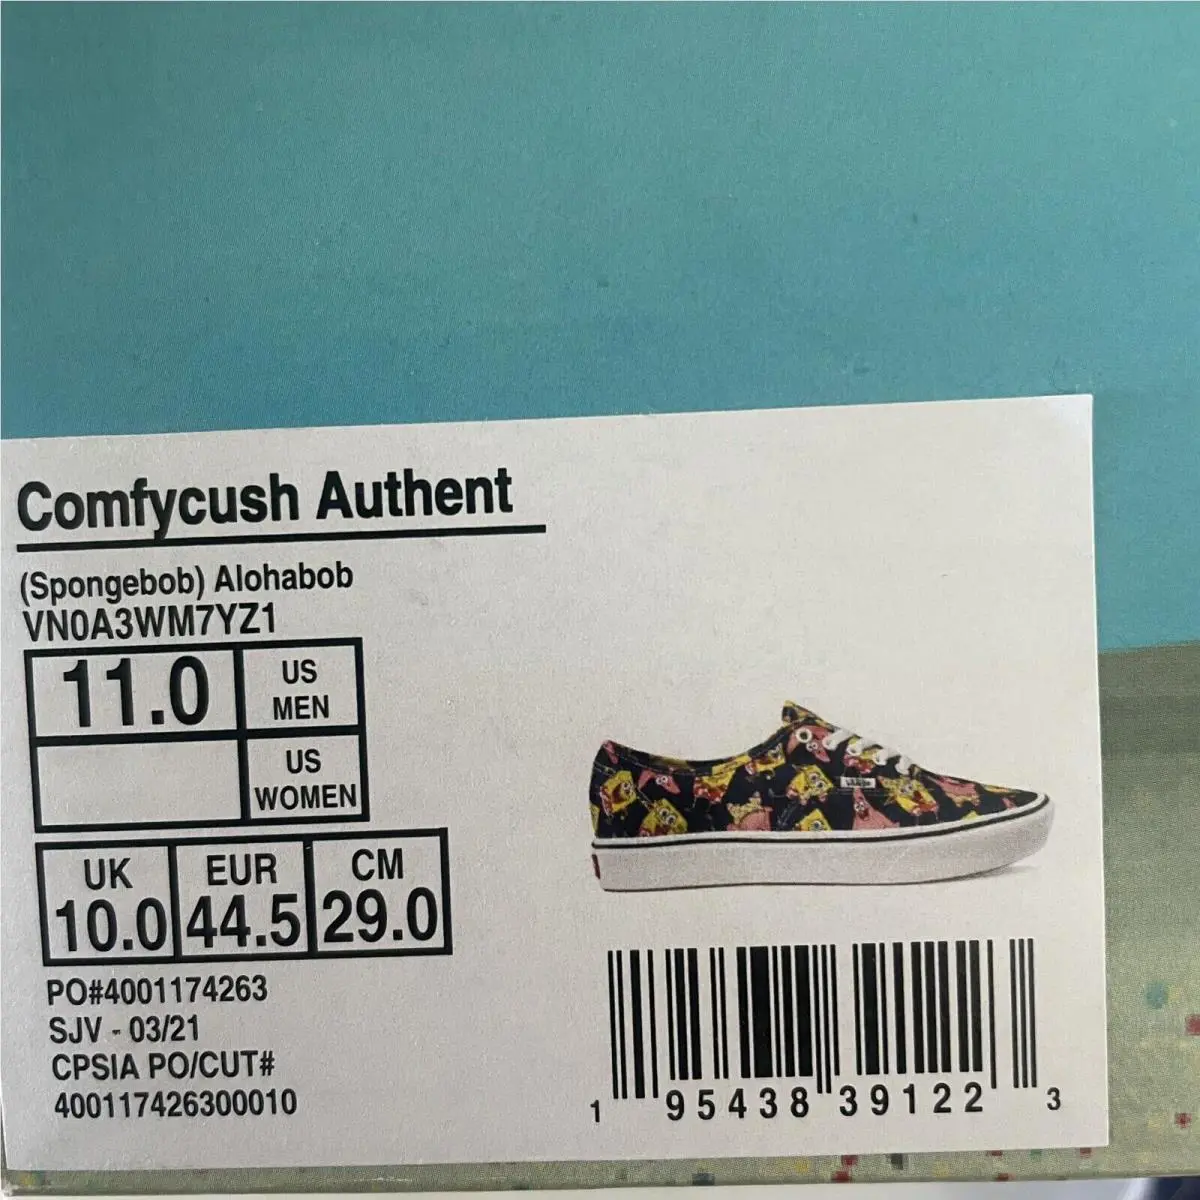 Comfycush Authent
(Spongebob) Alohabob
VN0A3WM7YZ1
11.0 US MEN
US WOMEN
UK EUR CM
10.0 44.5 29.0
PO#4001174263
SJV - 03/21
CPSIA PO/CUT#
400117426300010
VANS
1 95438 39122 3